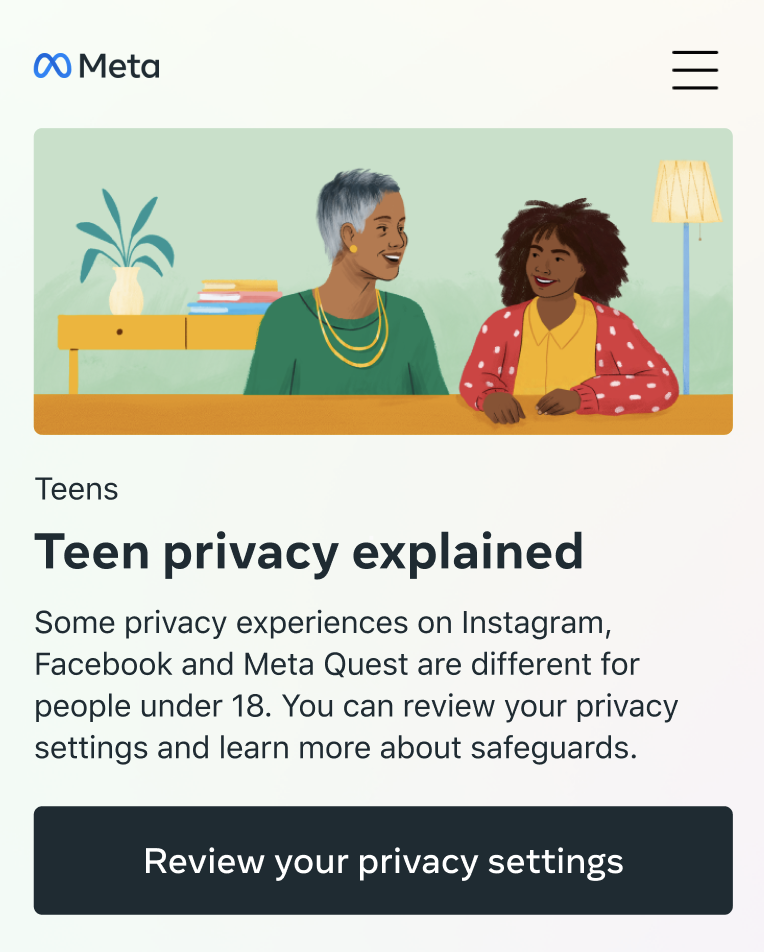 Meta
Teens
Teen privacy explained
Some privacy experiences on Instagram,
Facebook and Meta Quest are different for
people under 18. You can review your privacy
settings and learn more about safeguards.
Review your privacy settings